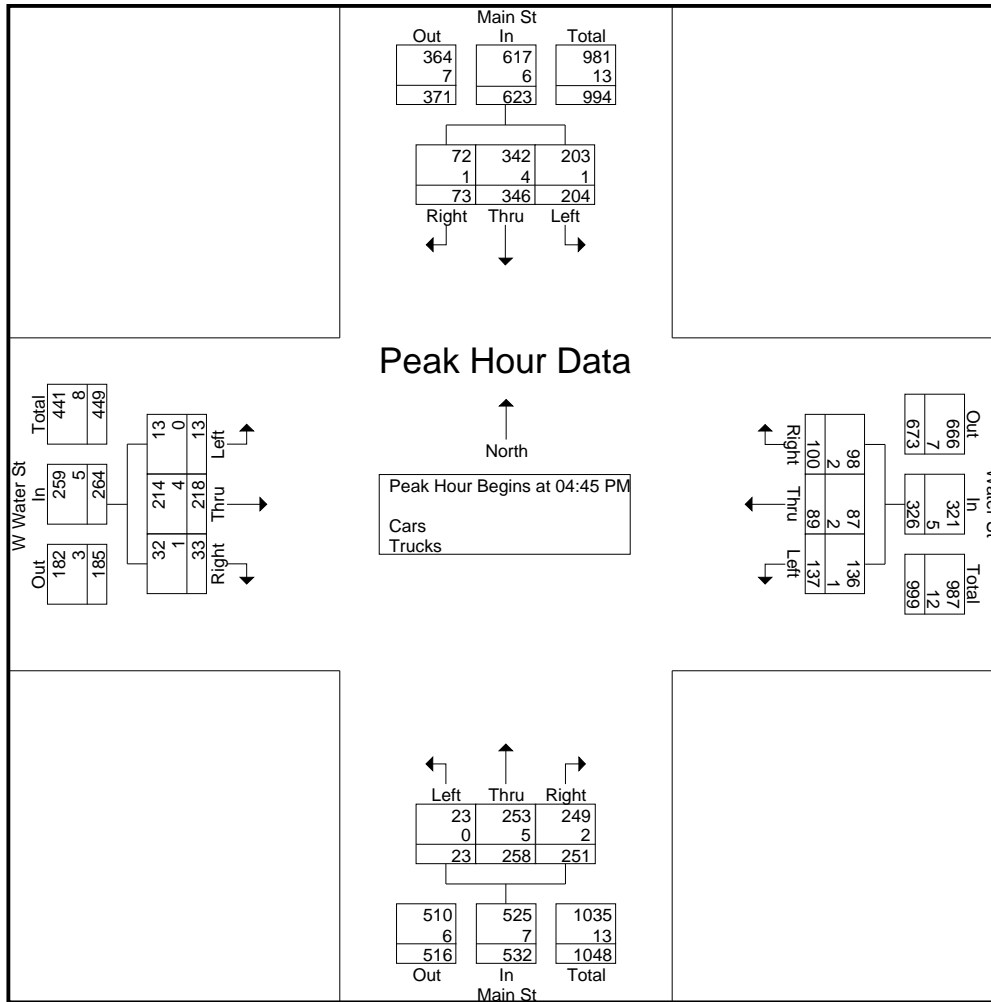 Main St
Out In Total
364 617 981
7 6 13
371 623 994
72 342 203
1 4 1
73 346 204
Right Thru Left
Peak Hour Data
North
Peak Hour Begins at 04:45 PM
Cars
Trucks
W Water St
Total In Out
441 259 182
8 5 3
449 264 185
13 214 32
0 4 1
13 218 33
Left Thru Right
Water St
Out In Total
666 321 987
7 5 12
673 326 999
98 87 136
2 2 1
100 89 137
Right Thru Left
Left Thru Right
23 253 249
0 5 2
23 258 251
510 525 1035
6 7 13
516 532 1048
Out In Total
Main St